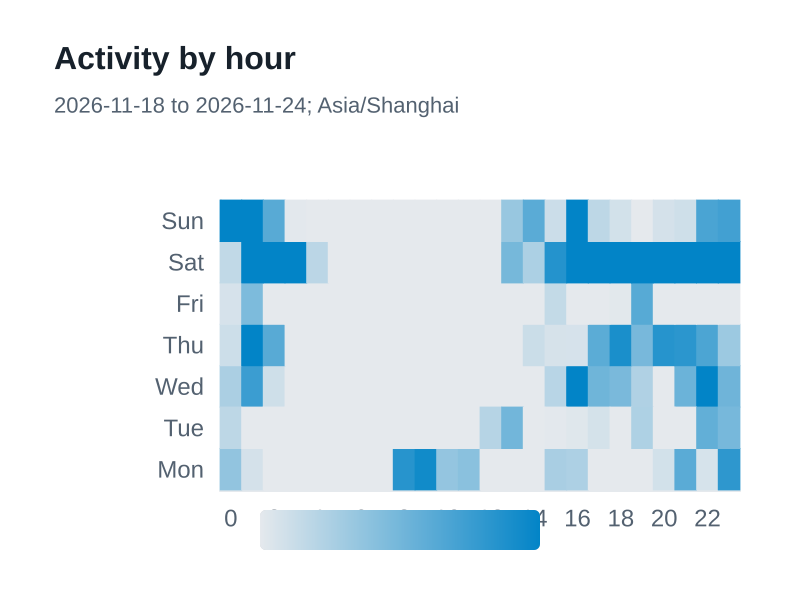 Activity by hour
2026-11-18 to 2026-11-24; Asia/Shanghai
Sun
Sat
Fri
Thu
Wed
Tue
Mon
0 16 18 20 22